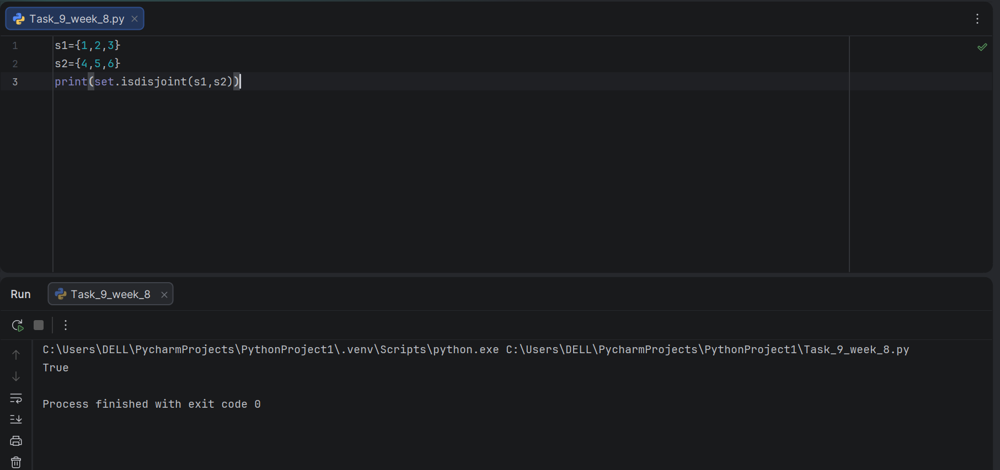 Task_9_week_8.py
1 s1={1,2,3}
2 s2={4,5,6}
3 print(set.isdisjoint(s1,s2))
Run Task_9_week_8
C:\Users\DELL\PycharmProjects\PythonProject1\.venv\Scripts\python.exe C:\Users\DELL\PycharmProjects\PythonProject1\Task_9_week_8.py
True
Process finished with exit code 0